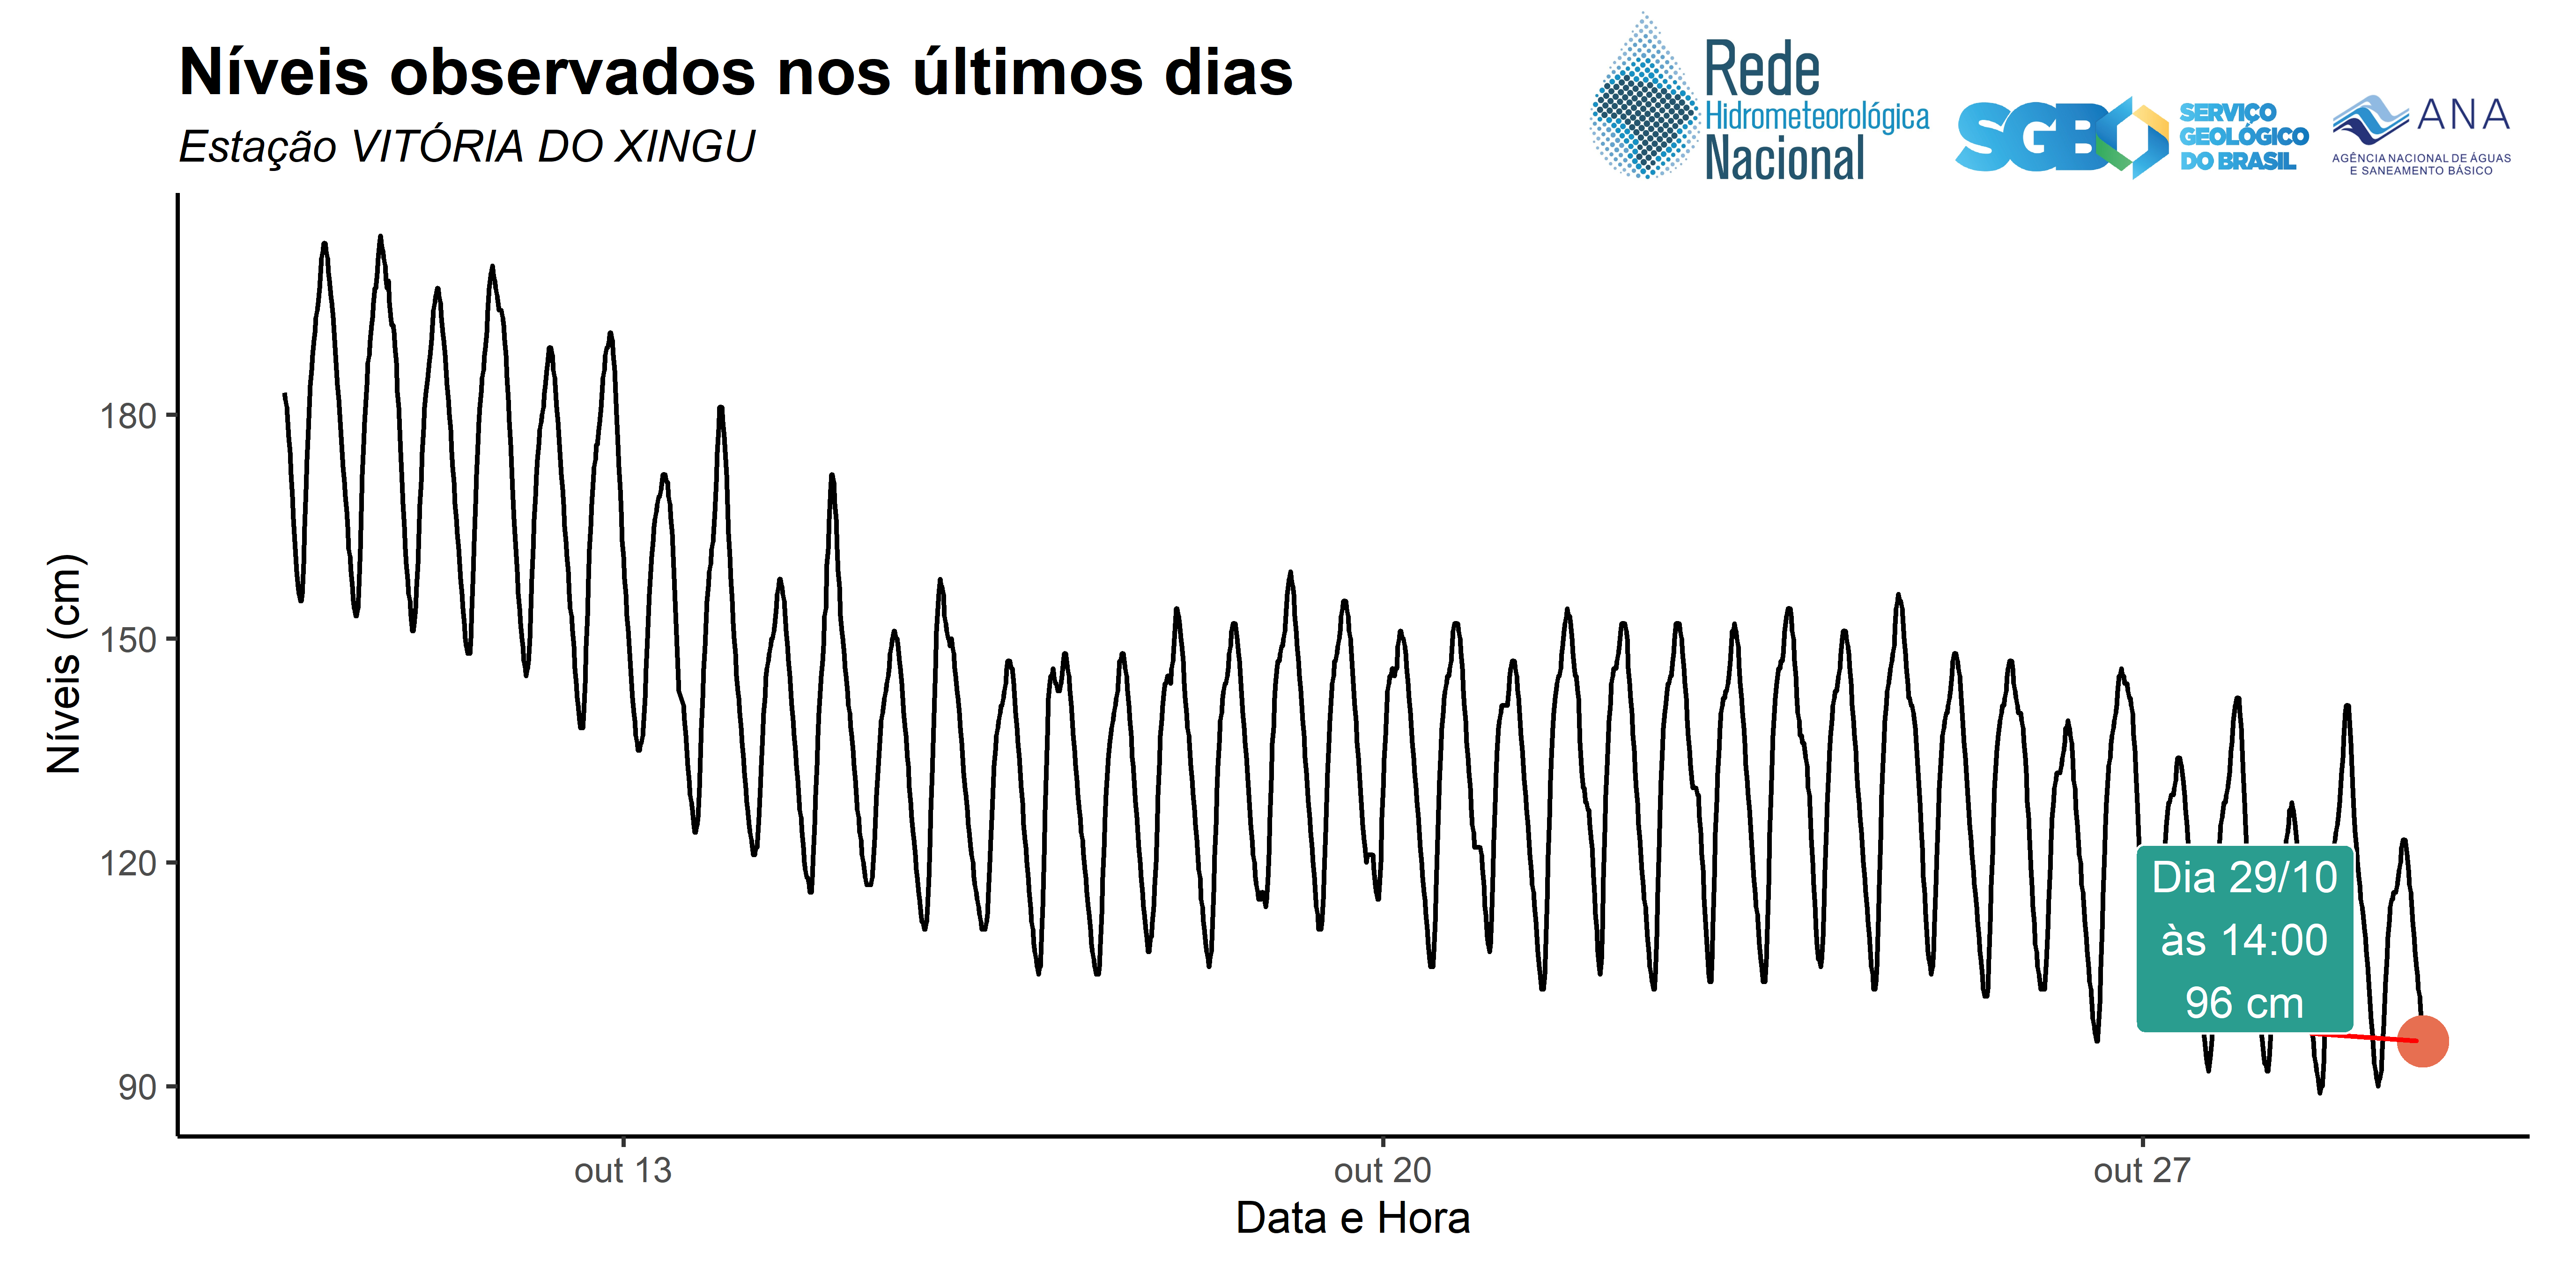 Níveis observados nos últimos dias
Estação VITÓRIA DO XINGU
Rede
Hidrometeorológica
Nacional
SGB
SERVIÇO
GEOLÓGICO
DO BRASIL
ANA
AGÊNCIA NACIONAL DE ÁGUAS
E SANEAMENTO BÁSICO
Níveis (cm)
180
150
120
90
Dia 29/10
às 14:00
96 cm
out 13
out 20
out 27
Data e Hora